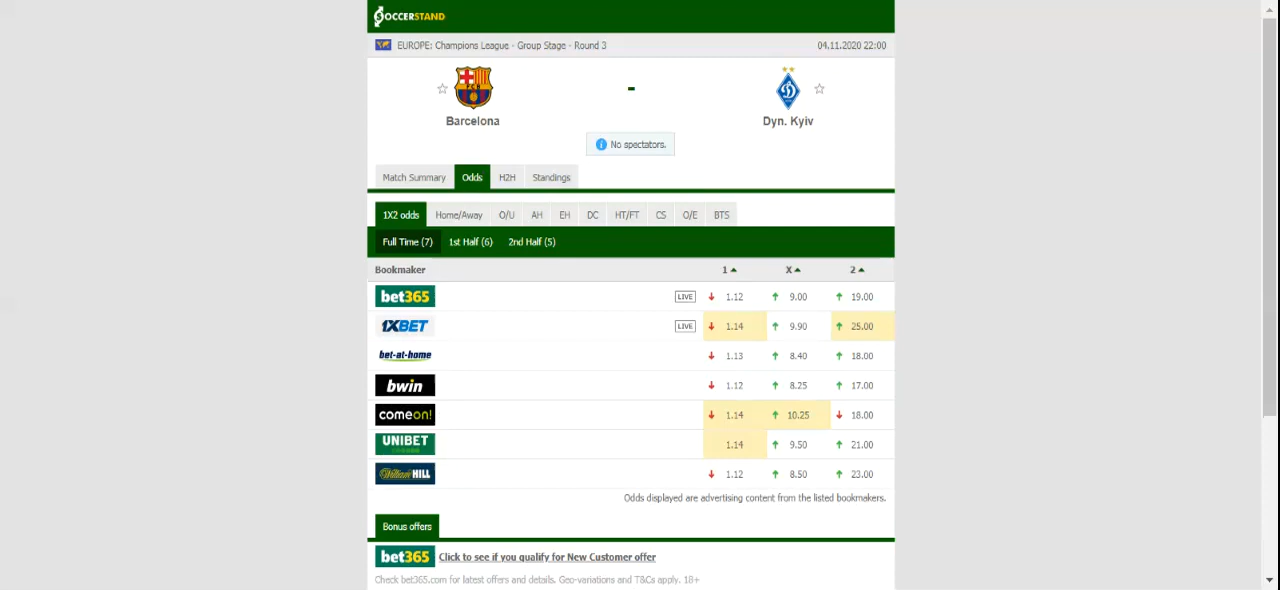 SOCCERSTAND
EUROPE: Champions League - Group Stage - Round 3 04.11.2020 22:00
Barcelona Dyn. Kyiv
No spectators.
Match Summary Odds H2H Standings
1X2 odds Home/Away O/U AH EH DC HT/FT CS O/E BTS
Full Time (7) 1st Half (6) 2nd Half (5)
Bookmaker 1 X 2
bet365 LIVE 1.12 9.00 19.00
1XBET LIVE 1.14 9.90 25.00
bet-at-home 1.13 8.40 18.00
bwin 1.12 8.25 17.00
comeon! 1.14 10.25 18.00
UNIBET 1.14 9.50 21.00
William HILL 1.12 8.50 23.00
Odds displayed are advertising content from the listed bookmakers.
Bonus offers
bet365 Click to see if you qualify for New Customer offer
Check bet365.com for latest offers and details. Geo-variations and T&Cs apply. 18+